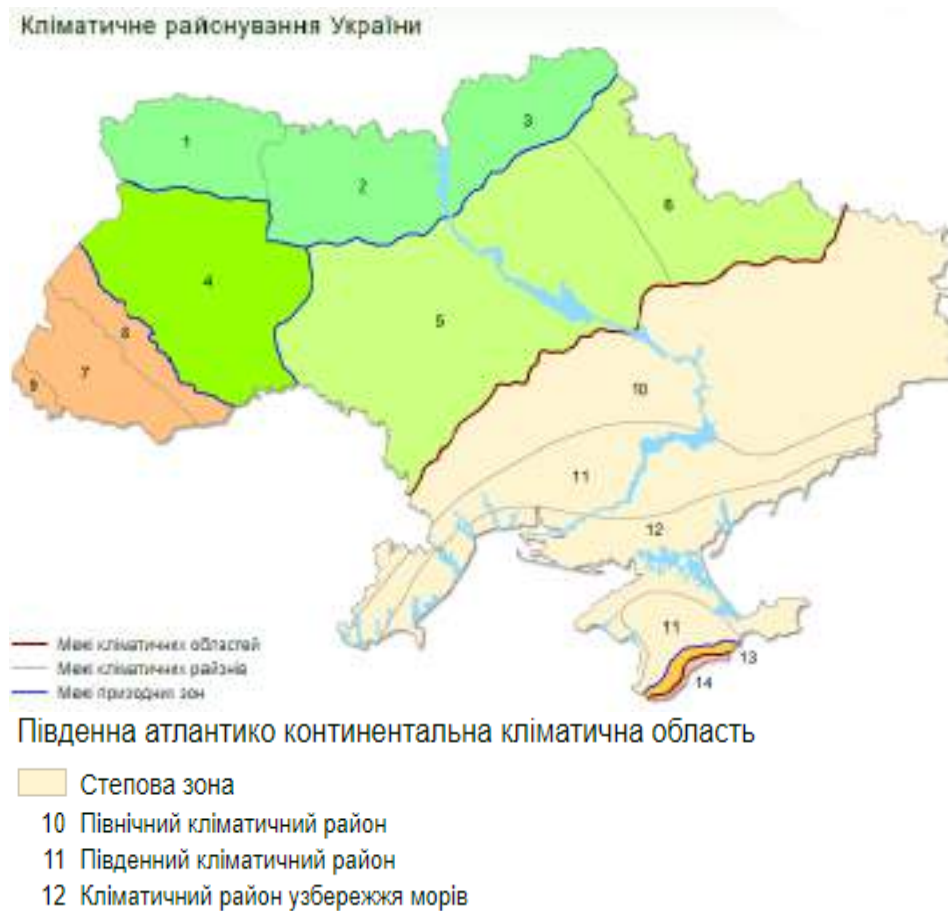 Кліматичне районування України
1
3
2
6
4
5
8
7
9
10
11
12
11
13
14
Межі кліматичних областей
Межі кліматичних районів
Межі природних зон
Південна атлантико континентальна кліматична область
Степова зона
10 Північний кліматичний район
11 Південний кліматичний район
12 Кліматичний район узбережжя морів